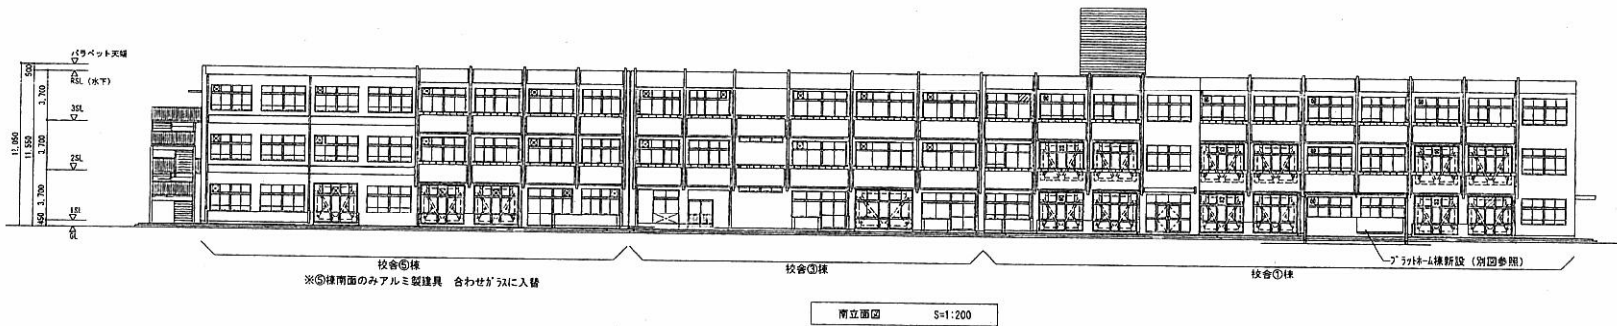 パラペット天端
RSL (水下)
3SL
2SL
1SL
GL
500
3,700
3,700
3,700
450
11,550
12,050
校舎⑤棟
※⑤棟南面のみアルミ製建具 合わせガラスに入替
校舎③棟
校舎①棟
プラットホーム棟新設 (別図参照)
南立面図 S=1:200